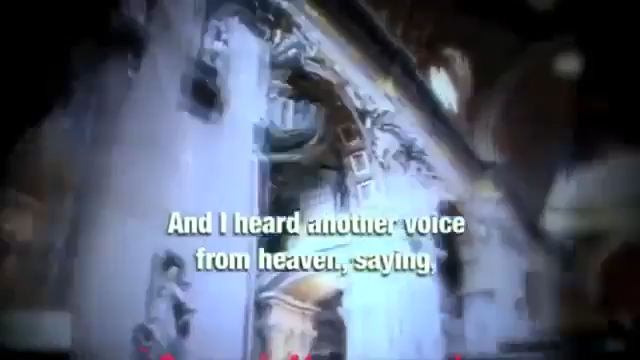 And I heard another voice
from heaven, saying,